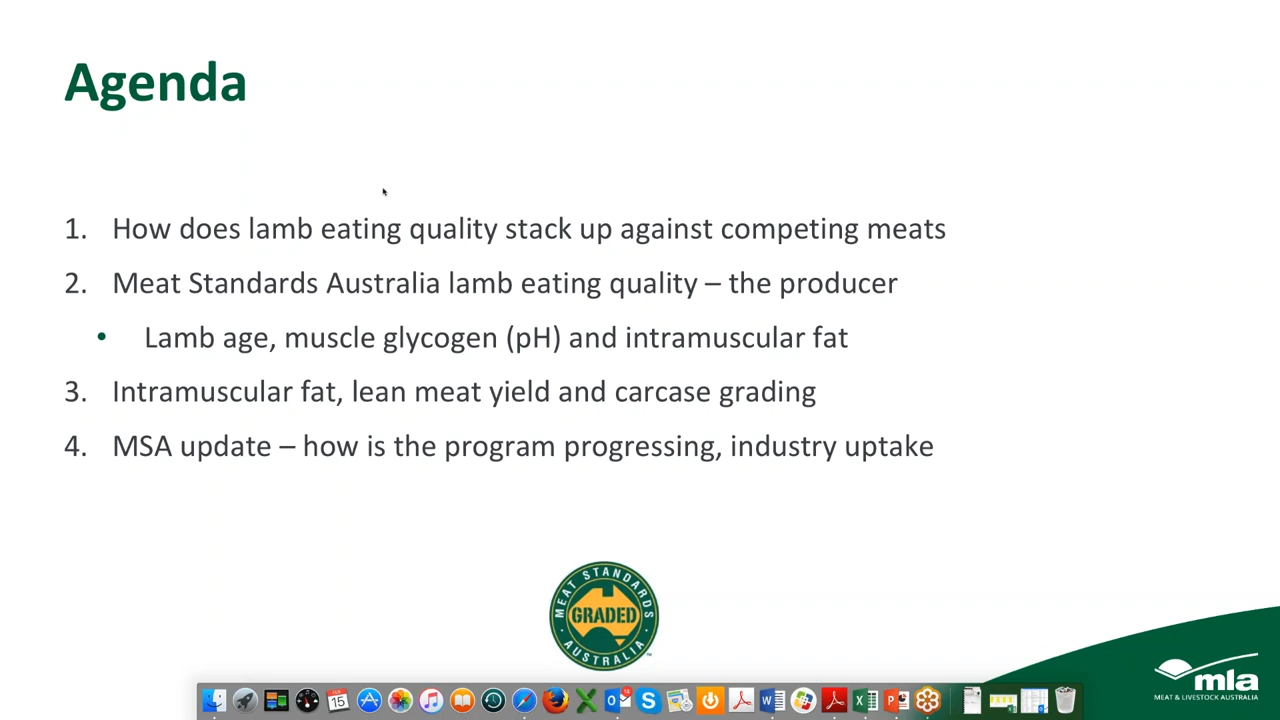 Agenda
1. How does lamb eating quality stack up against competing meats
2. Meat Standards Australia lamb eating quality – the producer
• Lamb age, muscle glycogen (pH) and intramuscular fat
3. Intramuscular fat, lean meat yield and carcase grading
4. MSA update – how is the program progressing, industry uptake
MEAT STANDARDS
GRADED
AUSTRALIA
mla
MEAT & LIVESTOCK AUSTRALIA
15